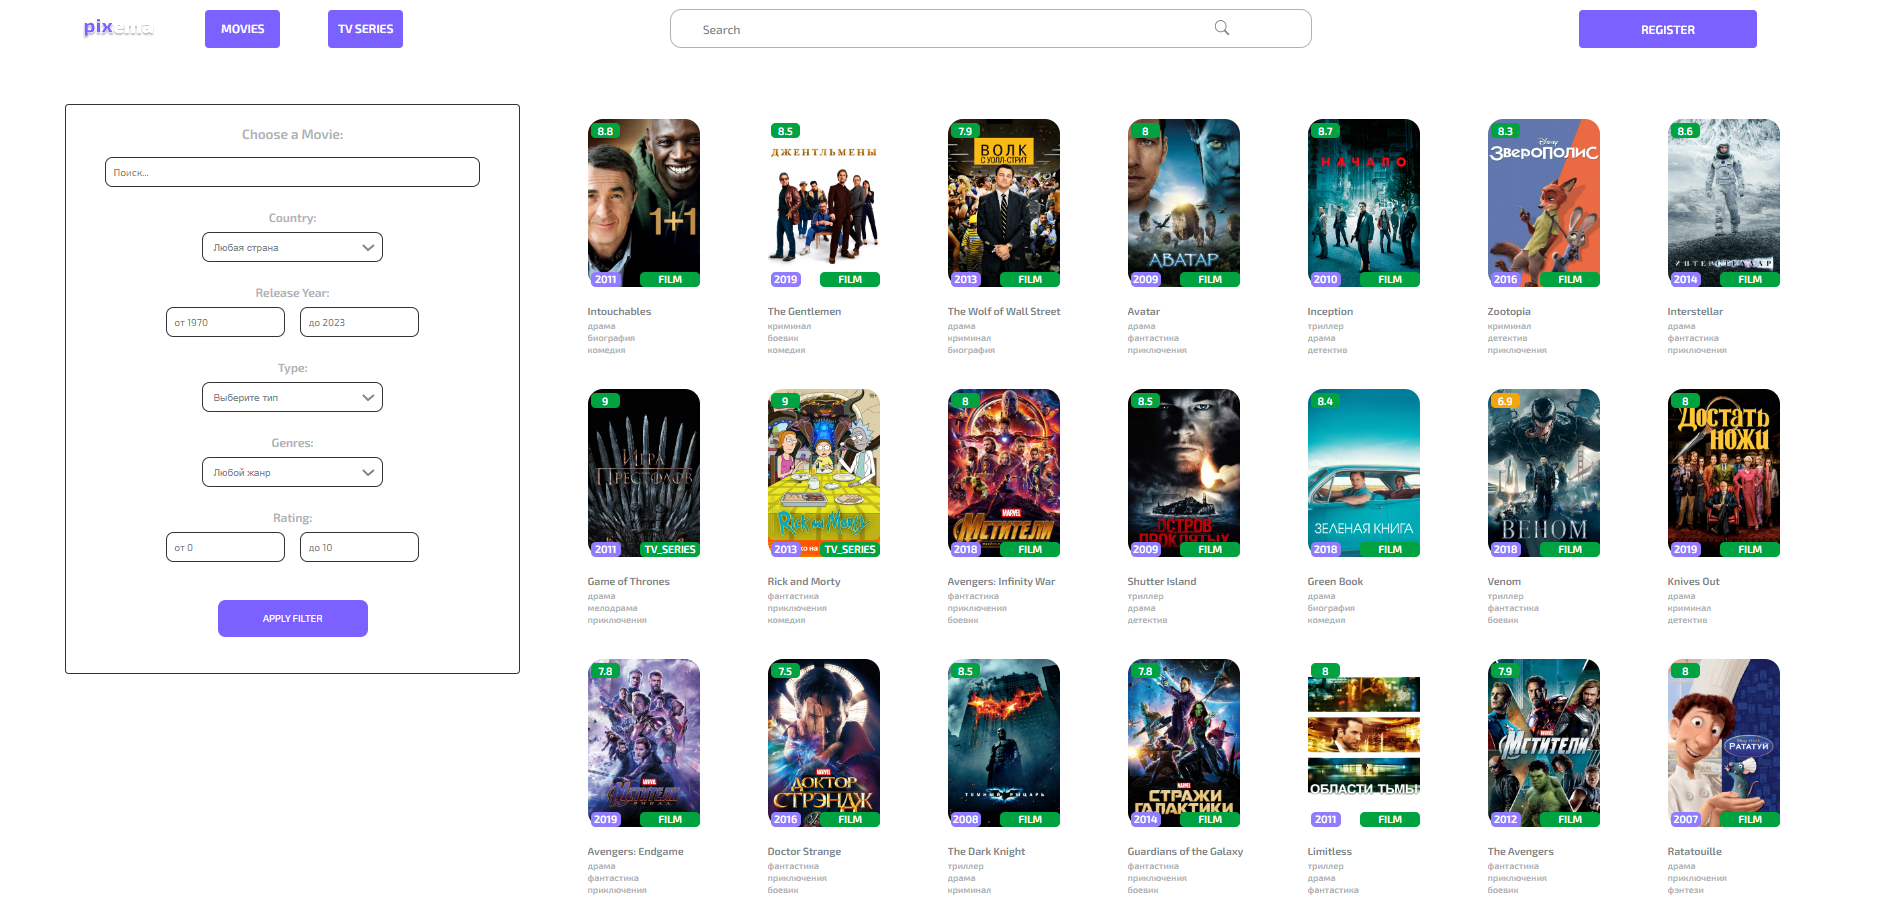 pixema
MOVIES
TV SERIES
Search
REGISTER
Choose a Movie:
Поиск...
Country:
Любая страна
Release Year:
от 1970
до 2023
Type:
Выберите тип
Genres:
Любой жанр
Rating:
от 0
до 10
APPLY FILTER
8.8
1+1
2011
FILM
Intouchables
драма
биография
комедия
8.5
ДЖЕНТЛЬМЕНЫ
2019
FILM
The Gentlemen
криминал
боевик
комедия
7.9
ВОЛК
С УОЛЛ-СТРИТ
2013
FILM
The Wolf of Wall Street
драма
криминал
биография
8
АВАТАР
2009
FILM
Avatar
драма
фантастика
приключения
8.7
НАЧАЛО
2010
FILM
Inception
триллер
драма
детектив
8.3
Disney
ЗВЕРОПОЛИС
2016
FILM
Zootopia
криминал
детектив
приключения
8.6
2014
FILM
Interstellar
драма
фантастика
приключения
9
ИГРА
ПРЕСТОЛОВ
2011
TV_SERIES
Game of Thrones
драма
мелодрама
приключения
9
Rick and Morty
2013
ко на
TV_SERIES
Rick and Morty
фантастика
приключения
комедия
8
MARVEL
МСТИТЕЛИ
2018
FILM
Avengers: Infinity War
фантастика
приключения
боевик
8.5
ОСТРОВ
ПРОКЛЯТЫХ
2009
FILM
Shutter Island
триллер
драма
детектив
8.4
ЗЕЛЕНАЯ КНИГА
2018
FILM
Green Book
драма
биография
комедия
6.9
ВЕНОМ
2018
FILM
Venom
триллер
фантастика
боевик
8
ДОСТАТЬ
НОЖИ
2019
FILM
Knives Out
драма
криминал
детектив
7.8
MARVEL
МСТИТЕЛИ
ФИНАЛ
2019
FILM
Avengers: Endgame
драма
фантастика
приключения
7.5
MARVEL
ДОКТОР
СТРЭНДЖ
2016
FILM
Doctor Strange
фантастика
приключения
боевик
8.5
ТЕМНЫЙ РЫЦАРЬ
2008
FILM
The Dark Knight
триллер
драма
криминал
7.8
MARVEL
СТРАЖИ
ГАЛАКТИКИ
2014
FILM
Guardians of the Galaxy
фантастика
приключения
боевик
8
ОБЛАСТИ ТЬМЫ
2011
FILM
Limitless
триллер
драма
фантастика
7.9
MARVEL
МСТИТЕЛИ
2012
FILM
The Avengers
фантастика
приключения
боевик
8
РАТАТУЙ
2007
FILM
Ratatouille
драма
приключения
фэнтези